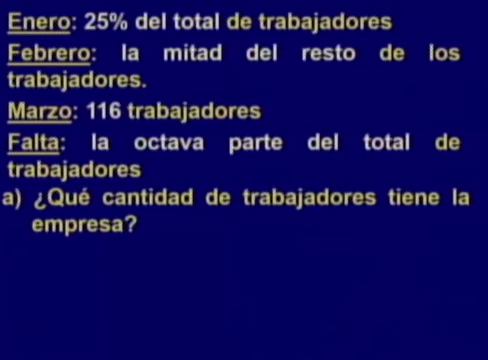 Enero: 25% del total de trabajadores
Febrero: la mitad del resto de los
trabajadores.
Marzo: 116 trabajadores
Falta: la octava parte del total de
trabajadores
a) ¿Qué cantidad de trabajadores tiene la
empresa?